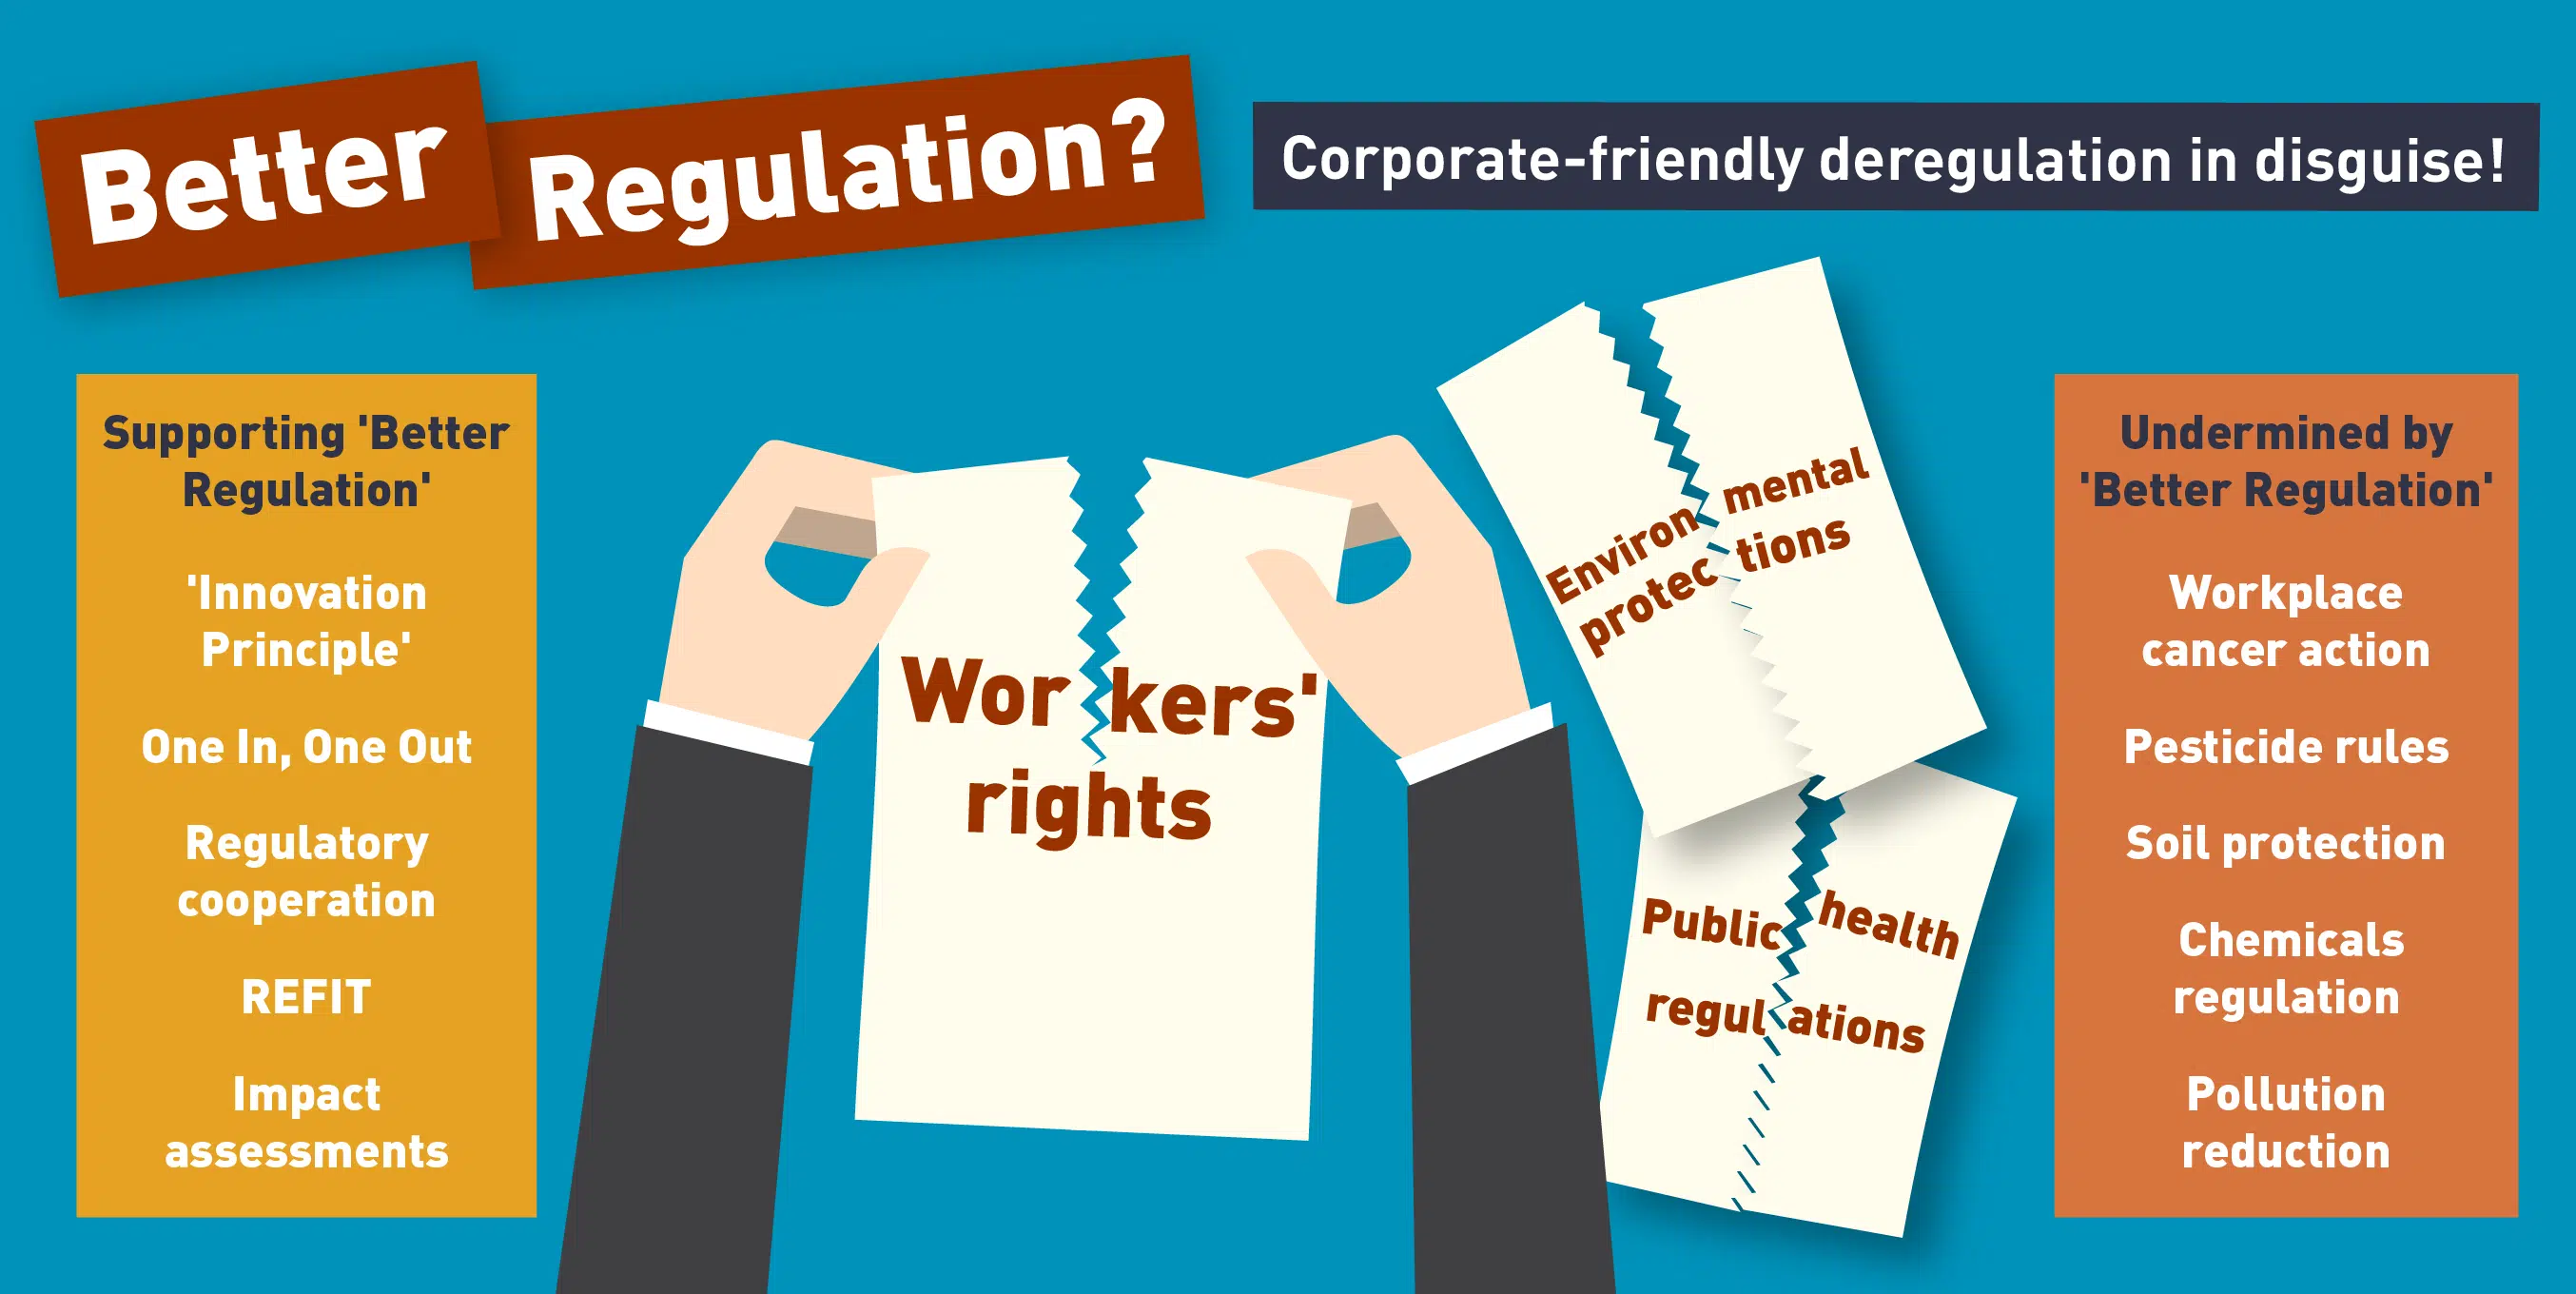 Better Regulation?
Corporate-friendly deregulation in disguise!
Supporting 'Better
Regulation'
'Innovation
Principle'
One In, One Out
Regulatory
cooperation
REFIT
Impact
assessments
Wor kers'
rights
Environ mental
protec tions
Public health
regul ations
Undermined by
'Better Regulation'
Workplace
cancer action
Pesticide rules
Soil protection
Chemicals
regulation
Pollution
reduction